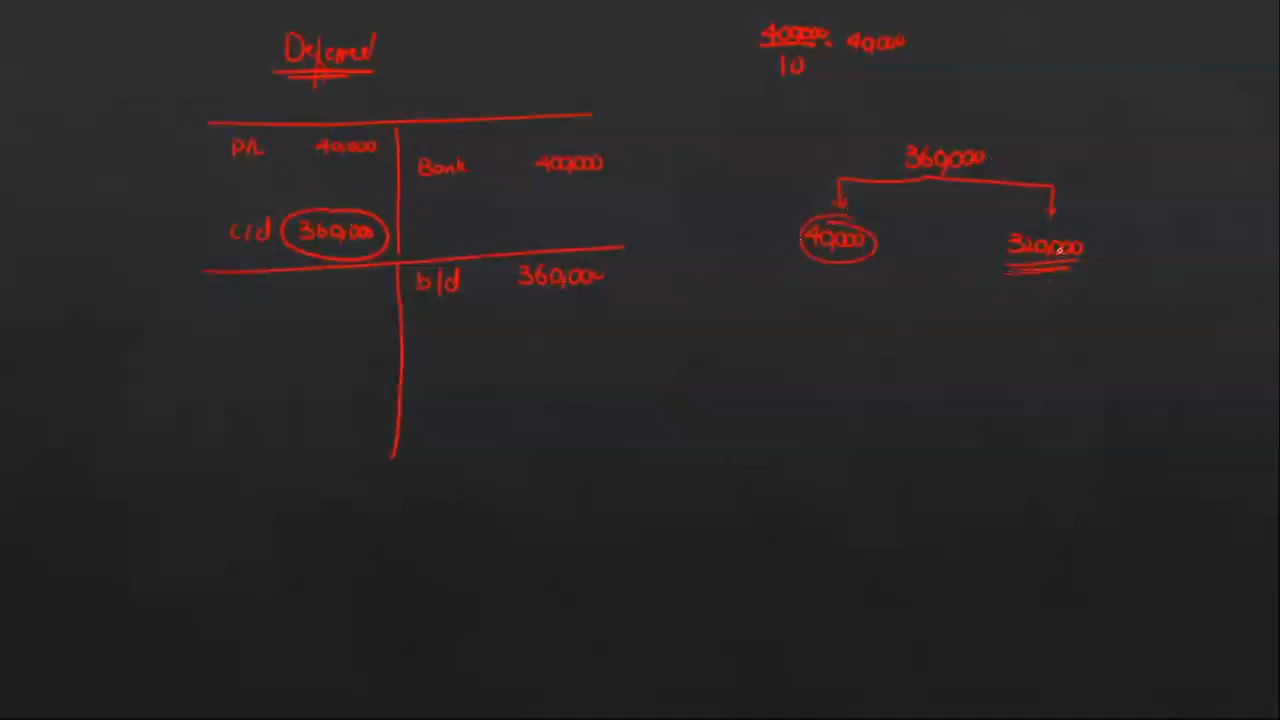 Deferred
P/L 40,000
Bank 400,000
c/d 360,000
b/d 360,000
400,000
10
= 40,000
360,000
40,000
320,000